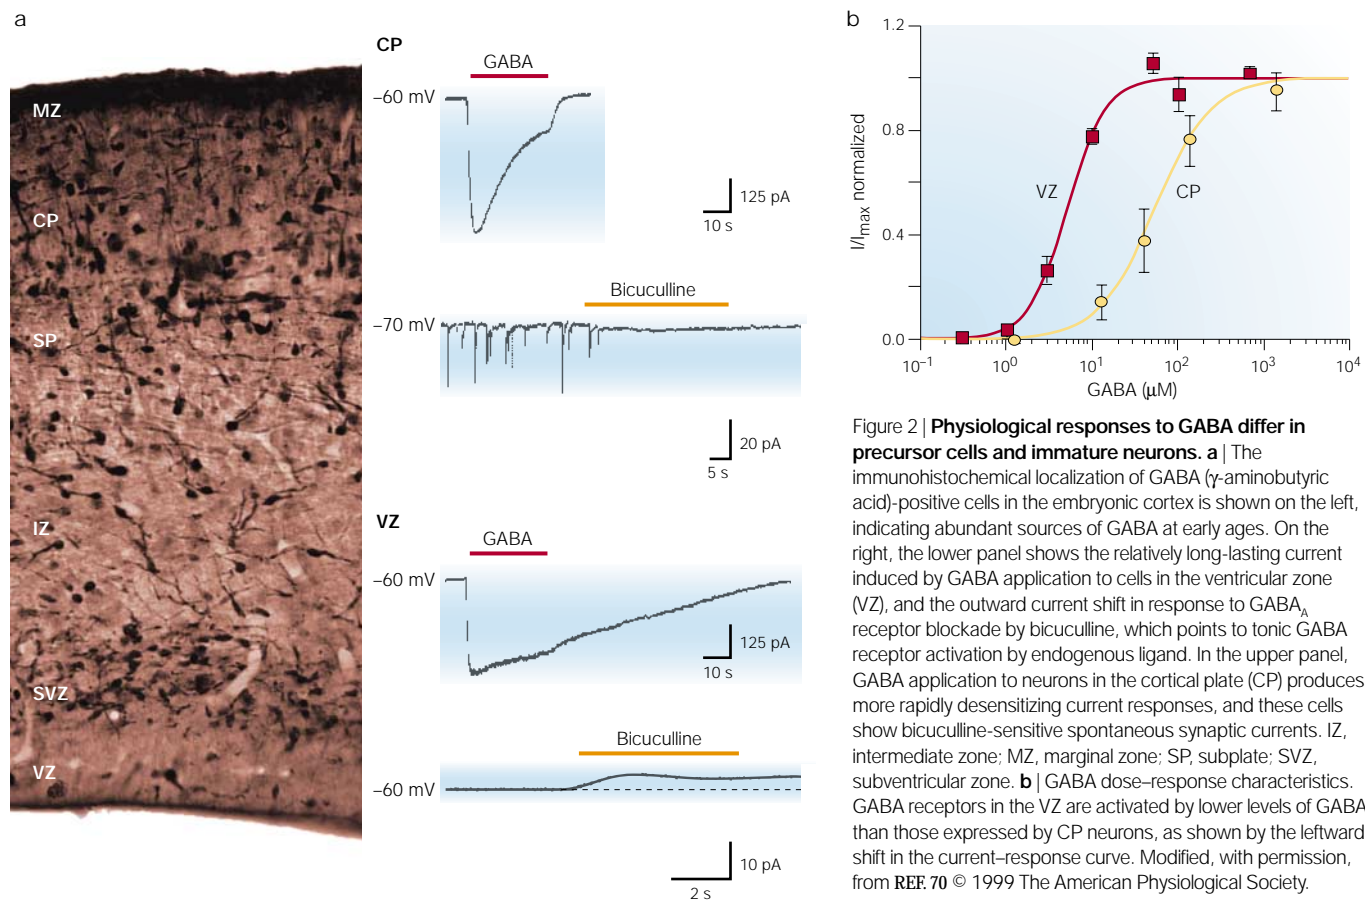 a
MZ
CP
SP
IZ
SVZ
VZ
CP
GABA
–60 mV
125 pA
10 s
Bicuculline
–70 mV
20 pA
5 s
VZ
GABA
–60 mV
125 pA
10 s
Bicuculline
–60 mV
10 pA
2 s
b
1.2
0.8
0.4
0.0
I/Imax normalized
VZ
CP
10⁻¹ 10⁰ 10¹ 10² 10³ 10⁴
GABA (μM)
Figure 2 | Physiological responses to GABA differ in
precursor cells and immature neurons. a | The
immunohistochemical localization of GABA (γ-aminobutyric
acid)-positive cells in the embryonic cortex is shown on the left,
indicating abundant sources of GABA at early ages. On the
right, the lower panel shows the relatively long-lasting current
induced by GABA application to cells in the ventricular zone
(VZ), and the outward current shift in response to GABAA
receptor blockade by bicuculline, which points to tonic GABA
receptor activation by endogenous ligand. In the upper panel,
GABA application to neurons in the cortical plate (CP) produces
more rapidly desensitizing current responses, and these cells
show bicuculline-sensitive spontaneous synaptic currents. IZ,
intermediate zone; MZ, marginal zone; SP, subplate; SVZ,
subventricular zone. b | GABA dose–response characteristics.
GABA receptors in the VZ are activated by lower levels of GABA
than those expressed by CP neurons, as shown by the leftward
shift in the current–response curve. Modified, with permission,
from REF. 70 © 1999 The American Physiological Society.